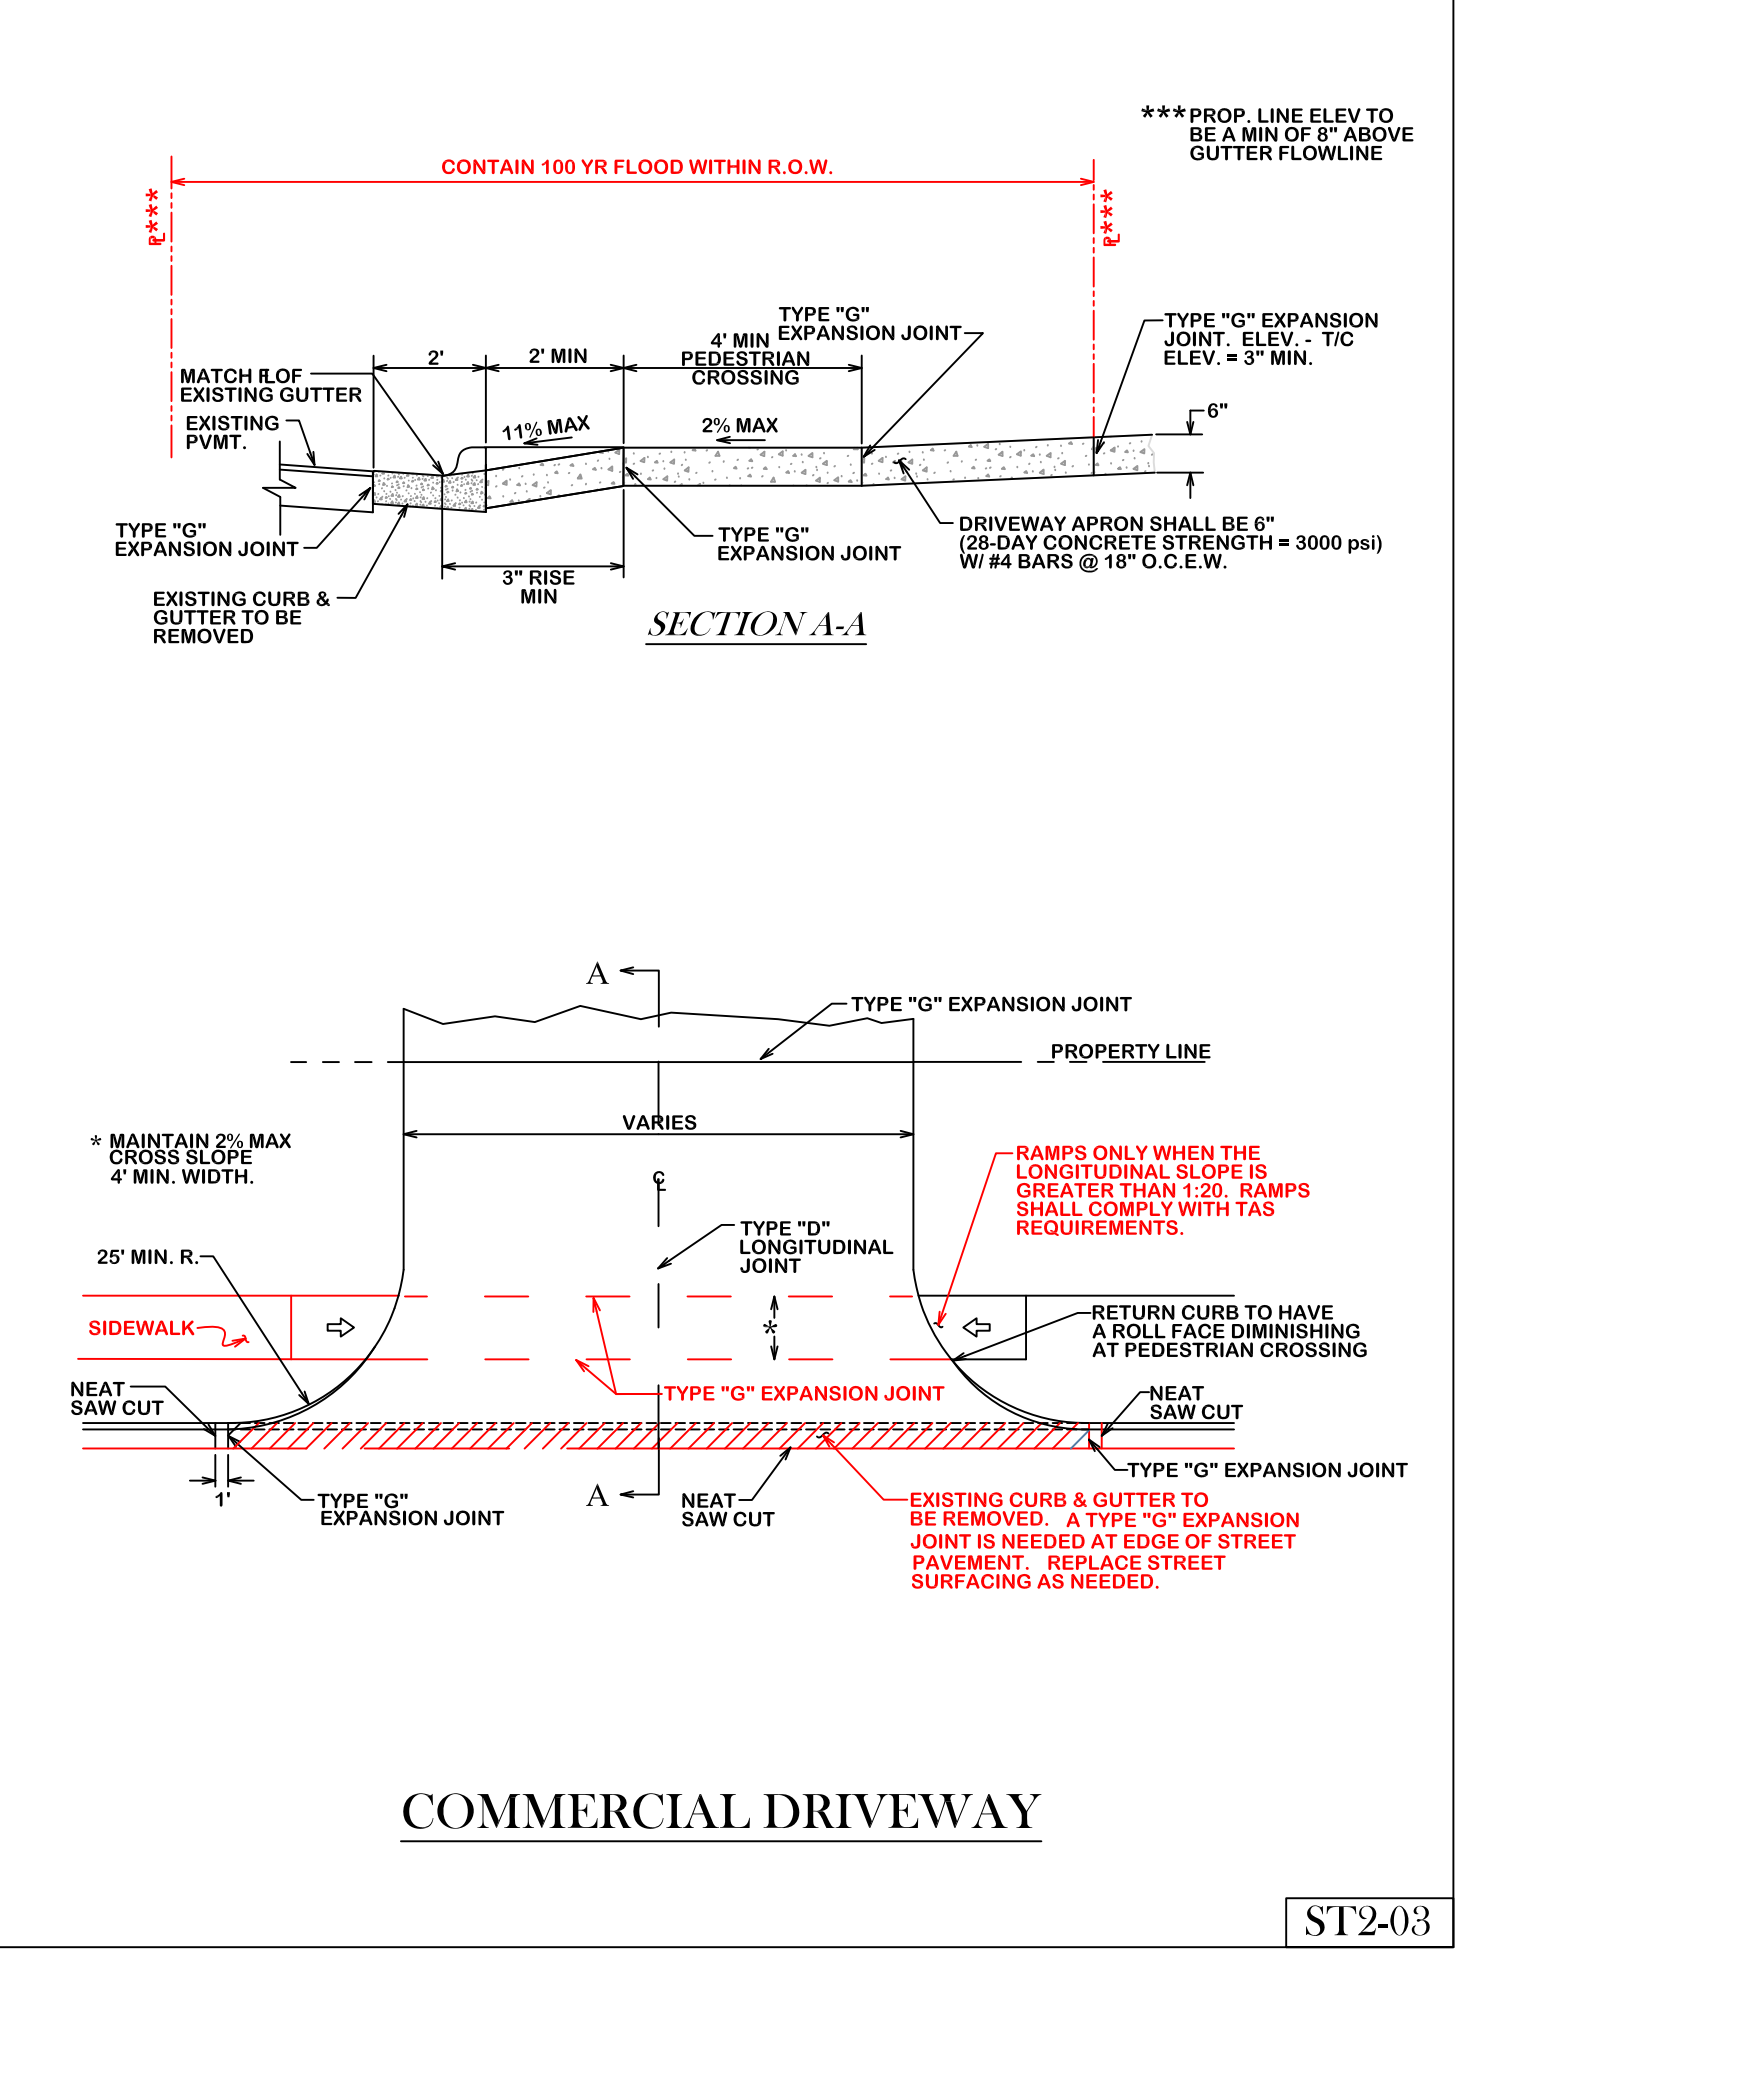 *** PROP. LINE ELEV TO
BE A MIN OF 8" ABOVE
GUTTER FLOWLINE
CONTAIN 100 YR FLOOD WITHIN R.O.W.
PL***
PL***
TYPE "G"
EXPANSION JOINT
TYPE "G" EXPANSION
JOINT. ELEV. - T/C
ELEV. = 3" MIN.
2'
2' MIN
4' MIN
PEDESTRIAN
CROSSING
MATCH FLOF
EXISTING GUTTER
EXISTING
PVMT.
11% MAX
2% MAX
6"
TYPE "G"
EXPANSION JOINT
TYPE "G"
EXPANSION JOINT
DRIVEWAY APRON SHALL BE 6"
(28-DAY CONCRETE STRENGTH = 3000 psi)
W/ #4 BARS @ 18" O.C.E.W.
3" RISE
MIN
EXISTING CURB &
GUTTER TO BE
REMOVED
SECTION A-A
A
TYPE "G" EXPANSION JOINT
PROPERTY LINE
VARIES
* MAINTAIN 2% MAX
CROSS SLOPE
4' MIN. WIDTH.
RAMPS ONLY WHEN THE
LONGITUDINAL SLOPE IS
GREATER THAN 1:20. RAMPS
SHALL COMPLY WITH TAS
REQUIREMENTS.
CL
TYPE "D"
LONGITUDINAL
JOINT
25' MIN. R.
SIDEWALK
*
RETURN CURB TO HAVE
A ROLL FACE DIMINISHING
AT PEDESTRIAN CROSSING
NEAT
SAW CUT
TYPE "G" EXPANSION JOINT
NEAT
SAW CUT
TYPE "G" EXPANSION JOINT
1'
TYPE "G"
EXPANSION JOINT
A
NEAT
SAW CUT
EXISTING CURB & GUTTER TO
BE REMOVED. A TYPE "G" EXPANSION
JOINT IS NEEDED AT EDGE OF STREET
PAVEMENT. REPLACE STREET
SURFACING AS NEEDED.
COMMERCIAL DRIVEWAY
ST2-03